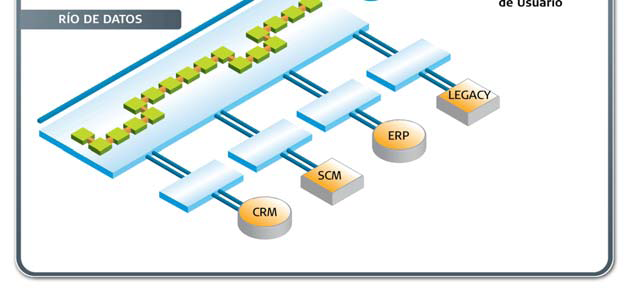 de Usuario
RÍO DE DATOS
LEGACY
ERP
SCM
CRM